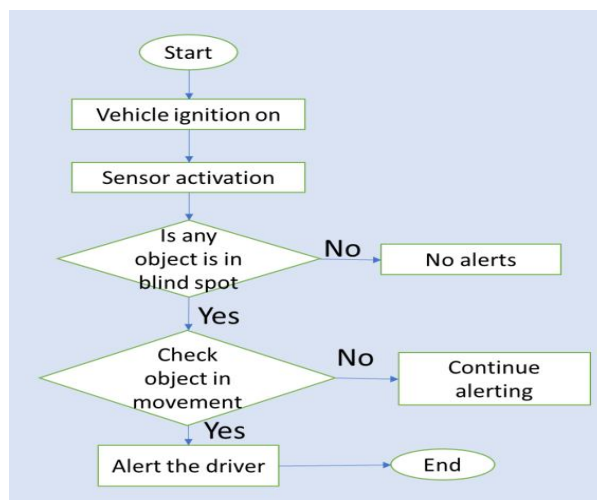 Start
Vehicle ignition on
Sensor activation
Is any
object is in
blind spot
No
No alerts
Yes
Check
object in
movement
No
Continue
alerting
Yes
Alert the driver
End